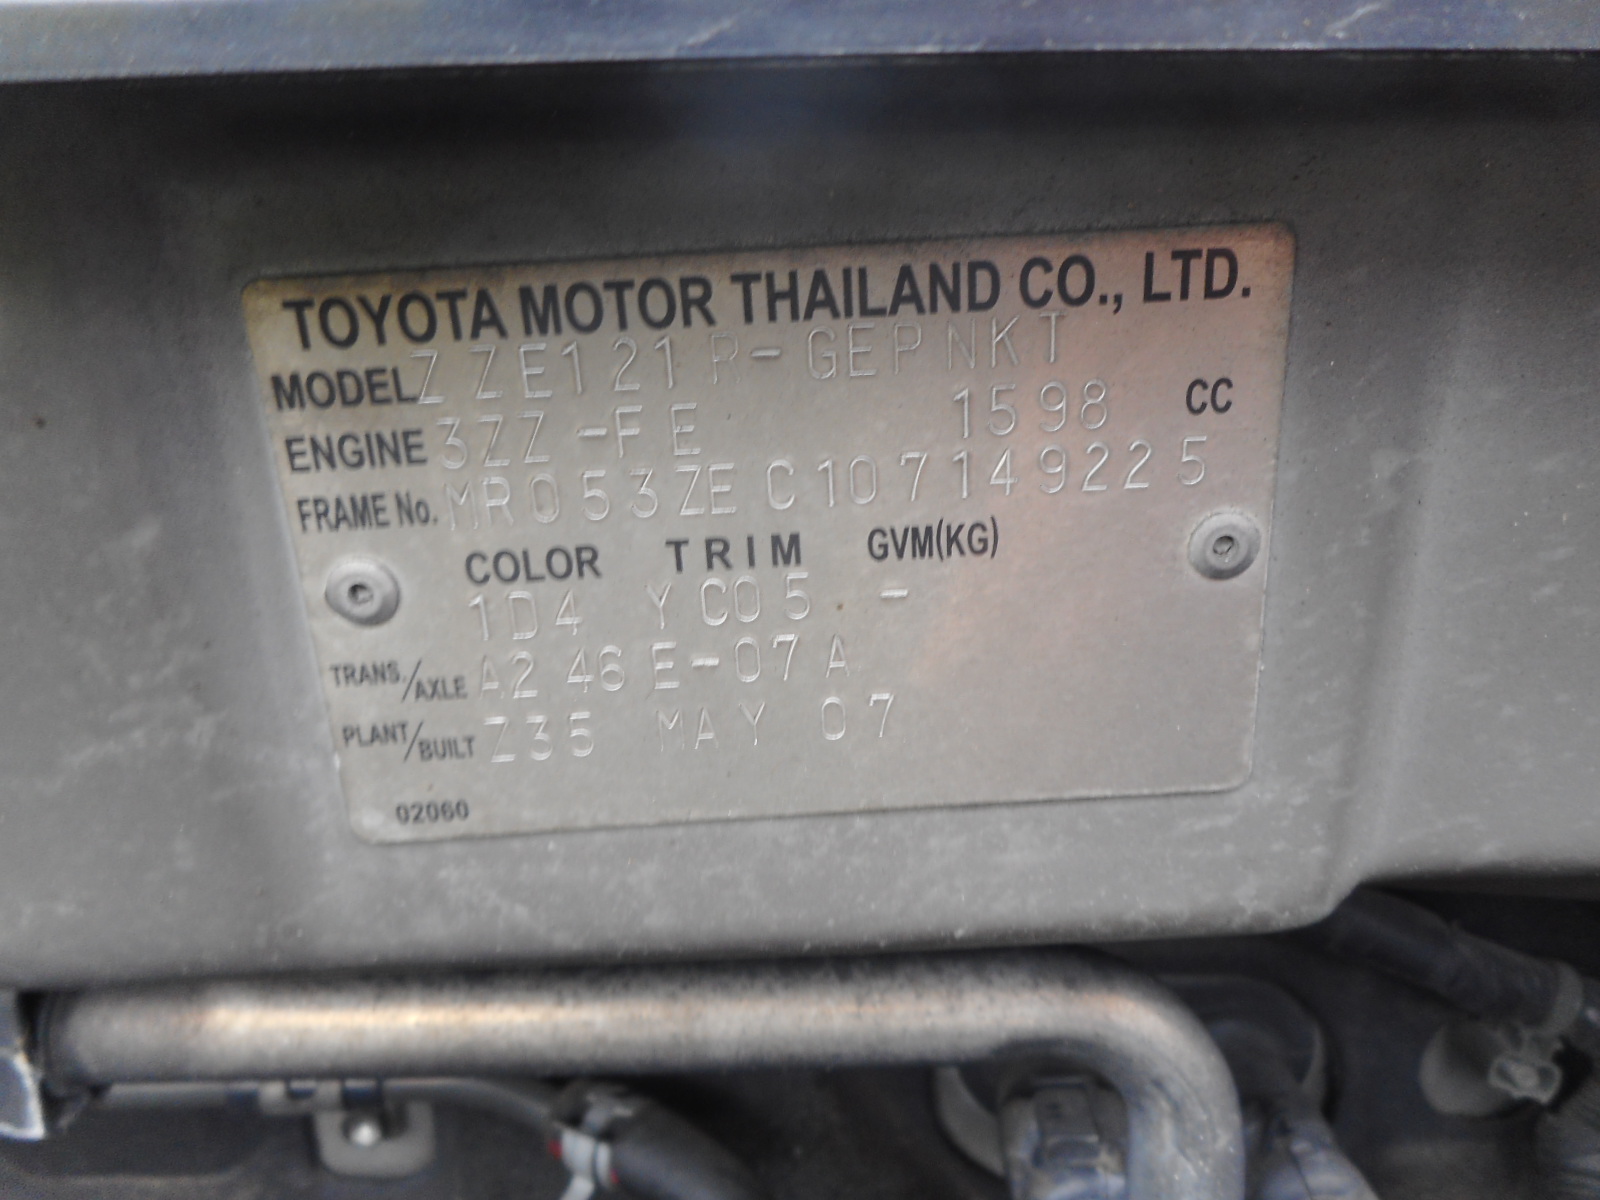 TOYOTA MOTOR THAILAND CO., LTD.
MODEL ZZE121R-GEPNKT
ENGINE 3ZZ-FE 1598 CC
FRAME No. MR053ZEC107149225
COLOR TRIM GVM(KG)
1D4 YC05 -
TRANS./AXLE A246E-07A
PLANT/BUILT Z35 MAY 07
02060